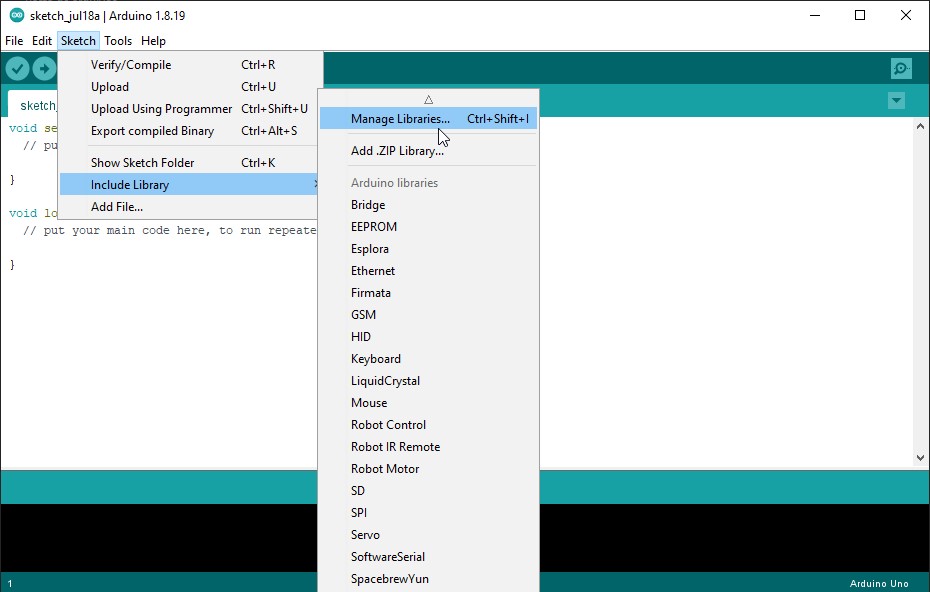 sketch_jul18a | Arduino 1.8.19
File Edit Sketch Tools Help
Verify/Compile Ctrl+R
Upload Ctrl+U
Upload Using Programmer Ctrl+Shift+U
Export compiled Binary Ctrl+Alt+S
Show Sketch Folder Ctrl+K
Include Library
Add File...
Manage Libraries... Ctrl+Shift+I
Add .ZIP Library...
Arduino libraries
Bridge
EEPROM
Esplora
Ethernet
Firmata
GSM
HID
Keyboard
LiquidCrystal
Mouse
Robot Control
Robot IR Remote
Robot Motor
SD
SPI
Servo
SoftwareSerial
SpacebrewYun
sketch_
void se
// pu
}
void lo
// put your main code here, to run repeate
}
1
Arduino Uno